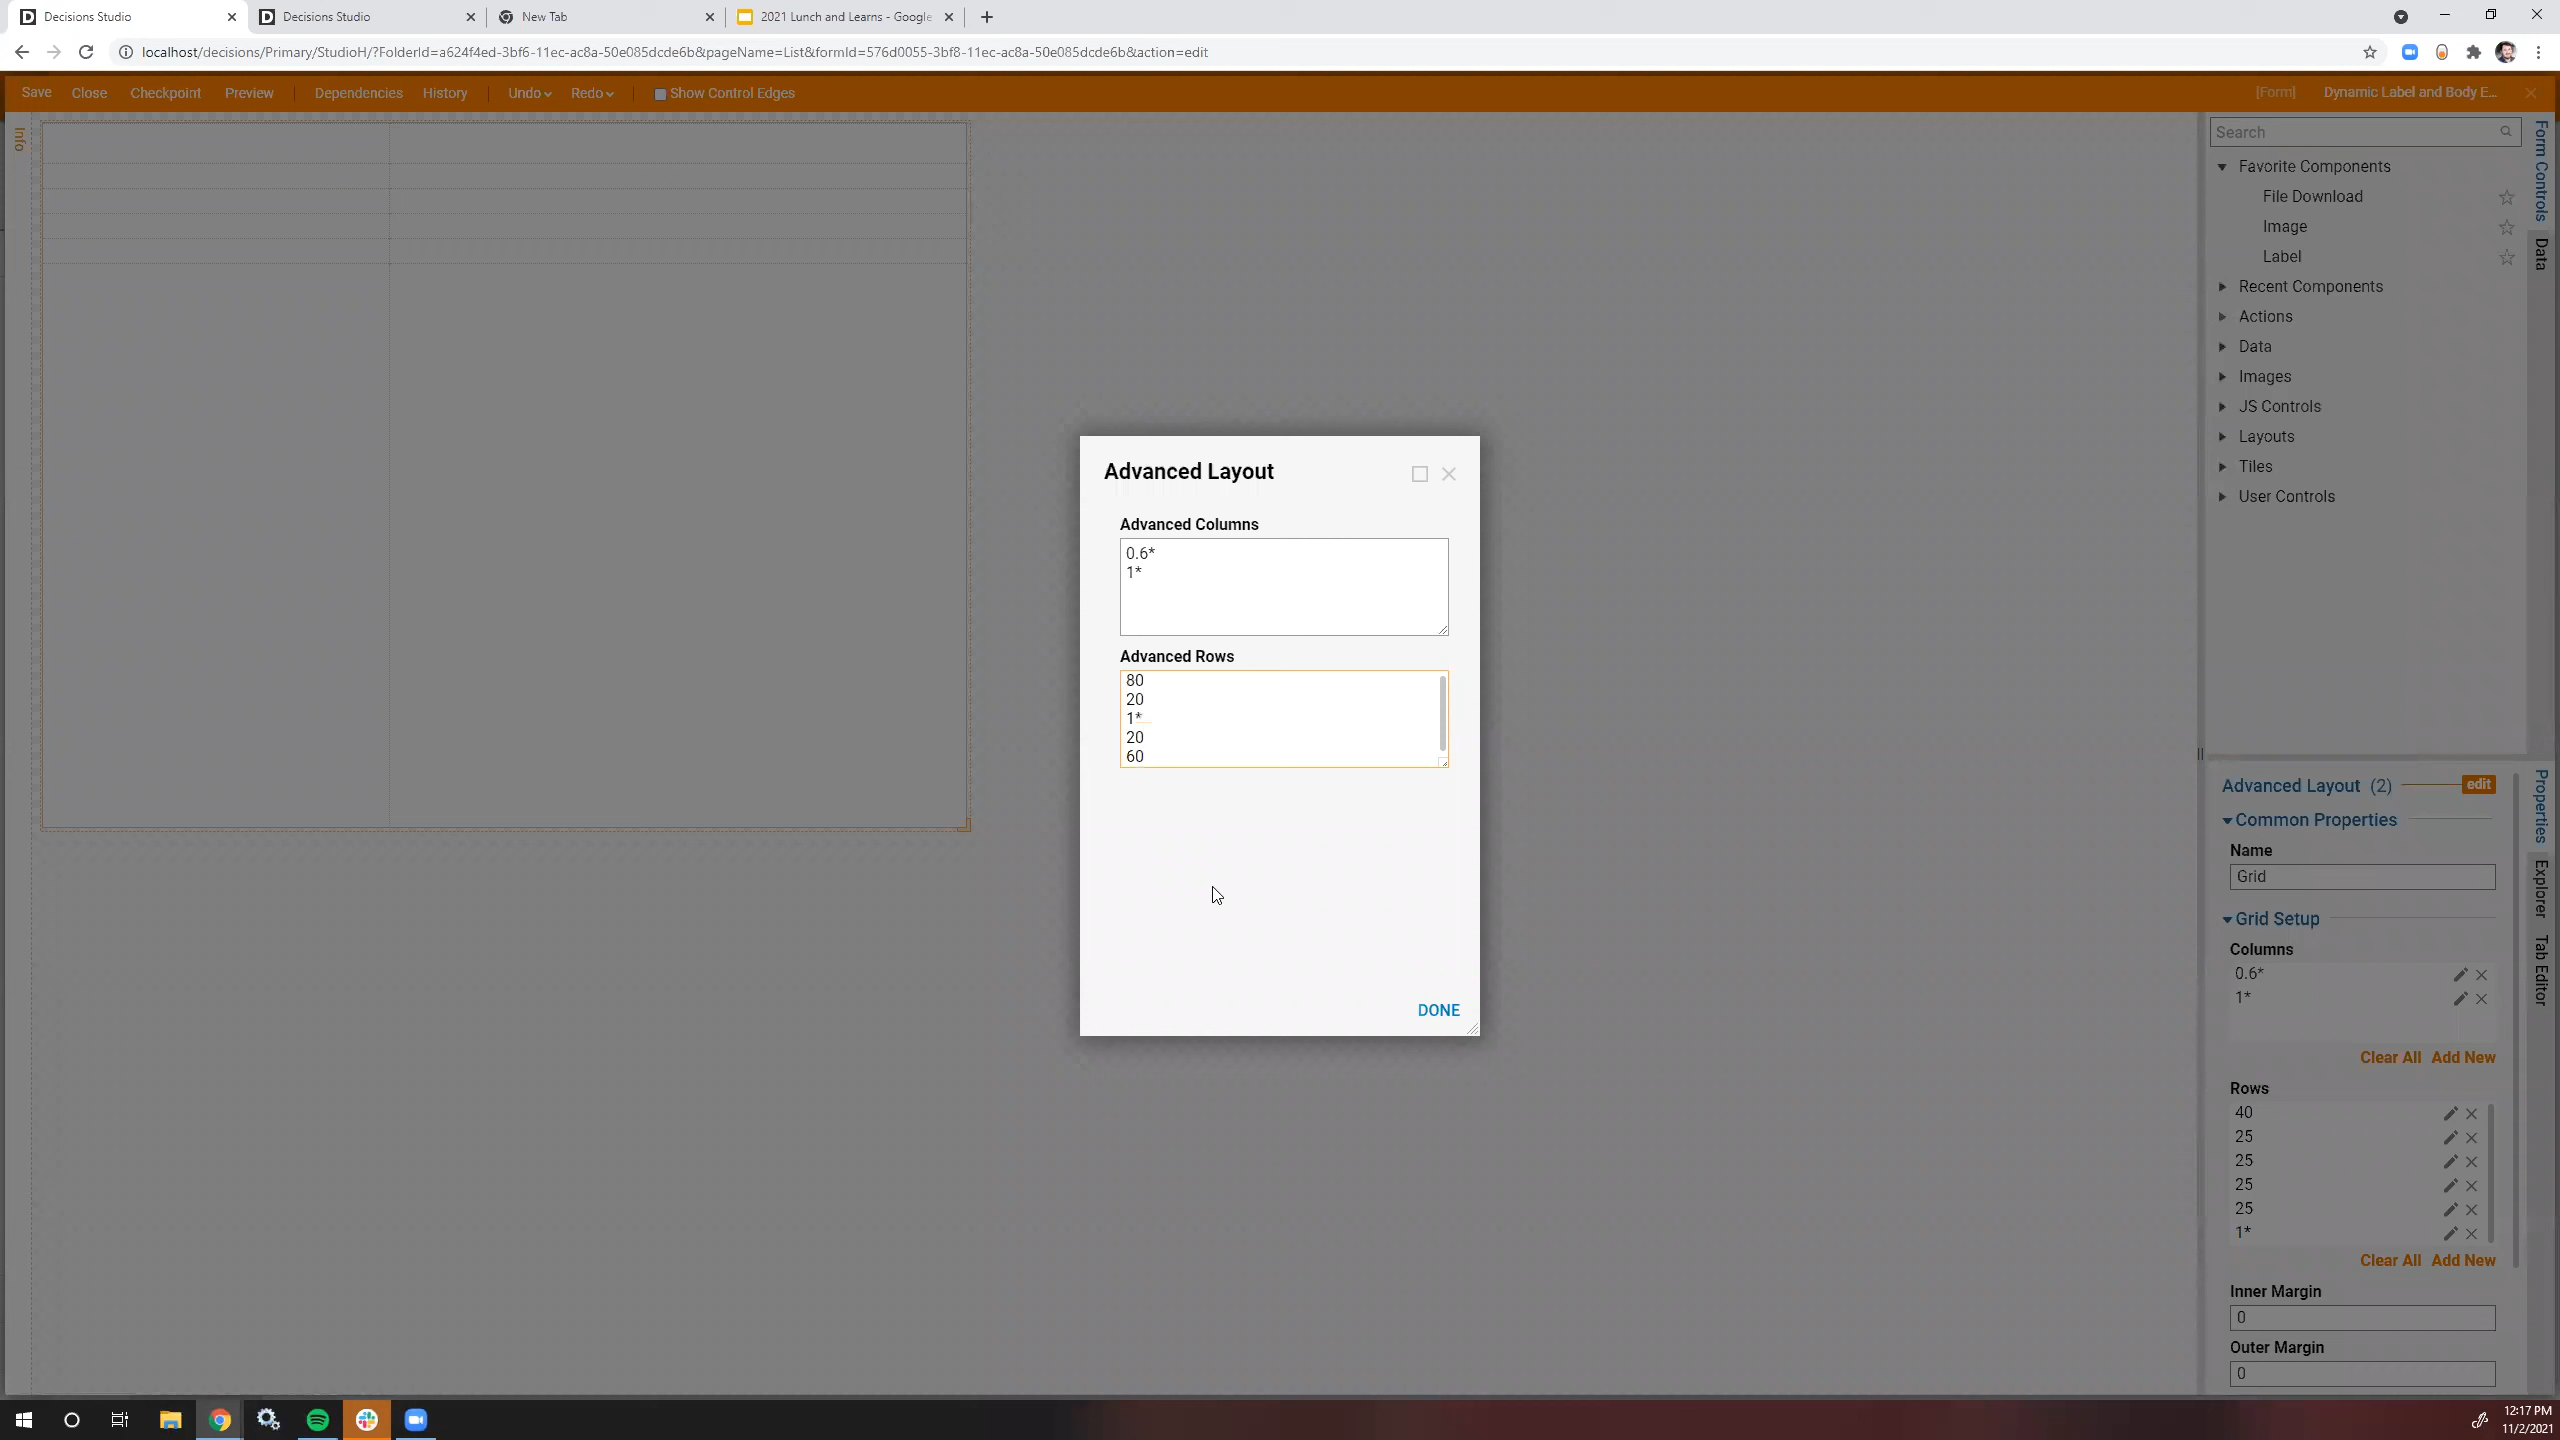 Decisions Studio
Decisions Studio
New Tab
2021 Lunch and Learns - Google
localhost/decisions/Primary/StudioH/?FolderId=a624f4ed-3bf6-11ec-ac8a-50e085dcde6b&pageName=List&formId=576d0055-3bf8-11ec-ac8a-50e085dcde6b&action=edit
Save Close Checkpoint Preview Dependencies History Undo Redo Show Control Edges [Form] Dynamic Label and Body E...
Info
Search
Favorite Components
File Download
Image
Label
Recent Components
Actions
Data
Images
JS Controls
Layouts
Tiles
User Controls
Form Controls
Data
Advanced Layout
Advanced Columns
0.6*
1*
Advanced Rows
80
20
1*
20
60
DONE
Advanced Layout (2) edit
Common Properties
Name
Grid
Grid Setup
Columns
0.6*
1*
Clear All Add New
Rows
40
25
25
25
25
1*
Clear All Add New
Inner Margin
0
Outer Margin
0
Properties
Explorer
Tab Editor
12:17 PM
11/2/2021